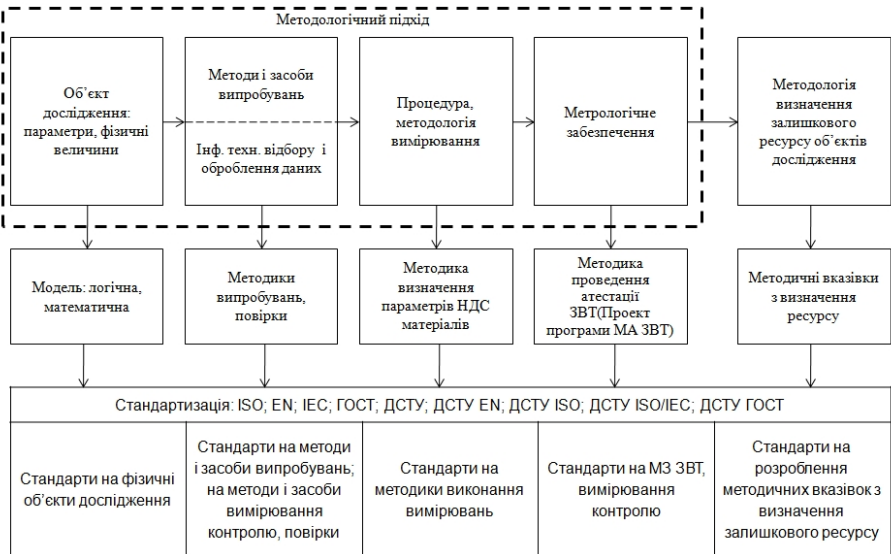 Методологічний підхід
Об’єкт
дослідження:
параметри, фізичні
величини
Методи і засоби
випробувань
Інф. техн. відбору і
оброблення даних
Процедура,
методологія
вимірювання
Метрологічне
забезпечення
Методологія
визначення
залишкового
ресурсу об’єктів
дослідження
Модель: логічна,
математична
Методики
випробувань,
повірки
Методика
визначення
параметрів НДС
матеріалів
Методика
проведення
атестації
ЗВТ(Проект
програми МА ЗВТ)
Методичні вказівки
з визначення
ресурсу
Стандартизація: ISO; EN; IEC; ГОСТ; ДСТУ; ДСТУ EN; ДСТУ ISO; ДСТУ ISO/IEC; ДСТУ ГОСТ
Стандарти на фізичні
об’єкти дослідження
Стандарти на методи
і засоби випробувань;
на методи і засоби
вимірювання
контролю, повірки
Стандарти на
методики виконання
вимірювань
Стандарти на МЗ ЗВТ,
вимірювання
контролю
Стандарти на
розроблення
методичних вказівок з
визначення
залишкового ресурсу